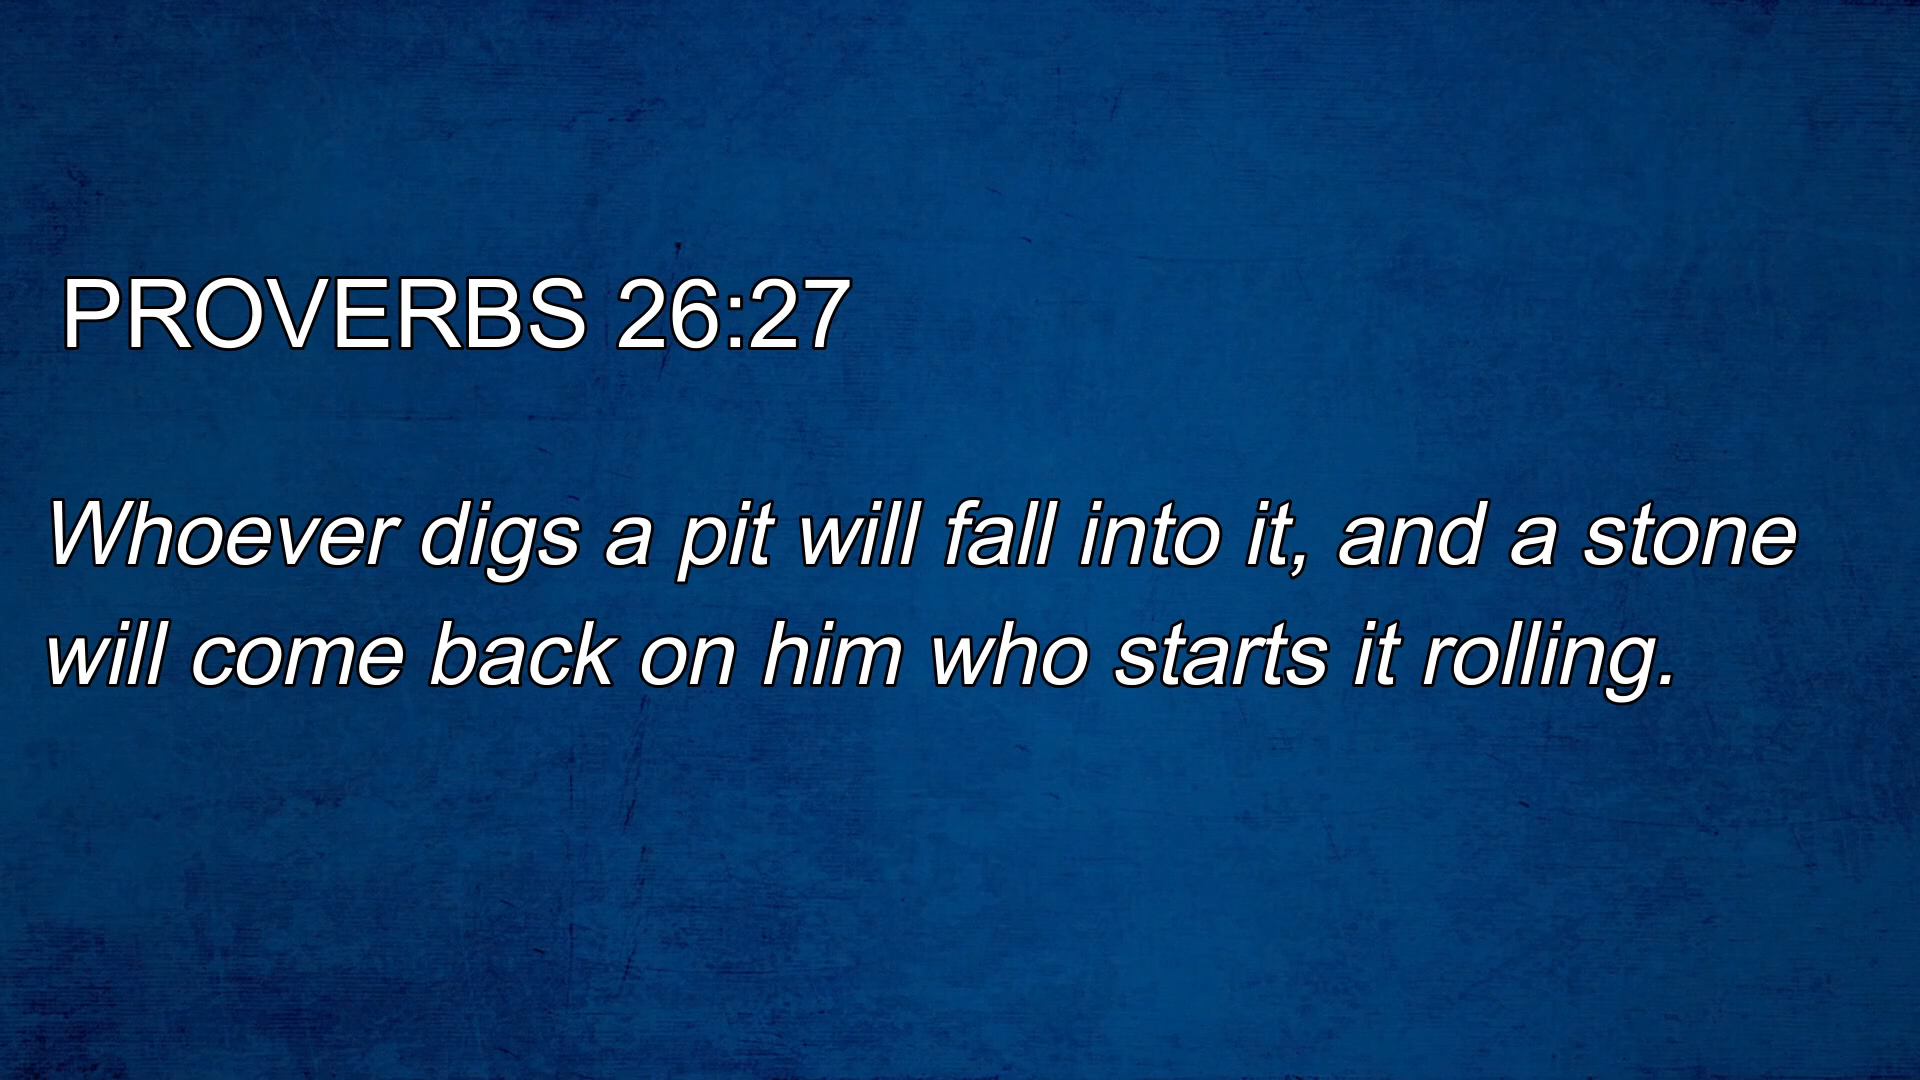 PROVERBS 26:27
Whoever digs a pit will fall into it, and a stone
will come back on him who starts it rolling.